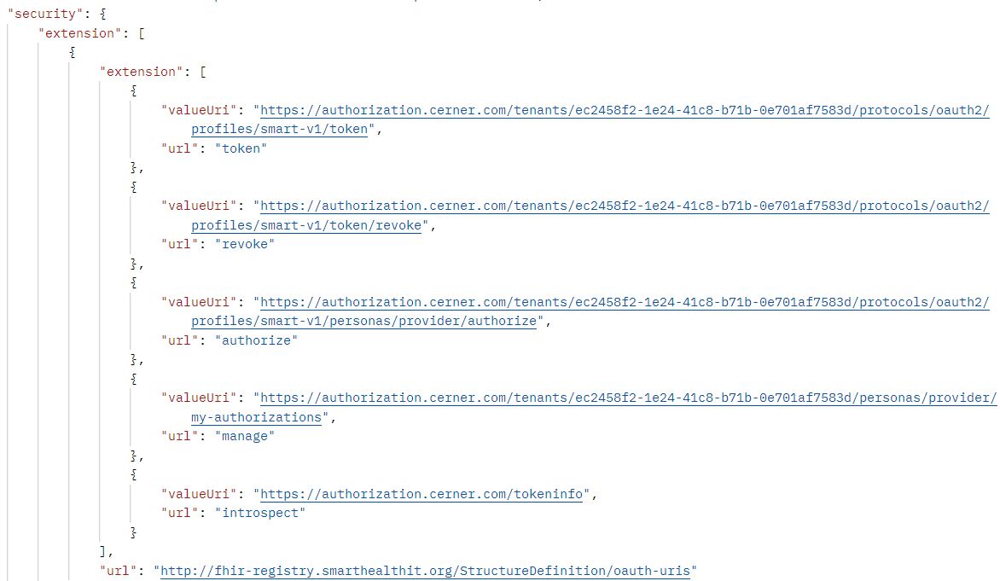 "security": {
"extension": [
{
"extension": [
{
"valueUri": "https://authorization.cerner.com/tenants/ec2458f2-1e24-41c8-b71b-0e701af7583d/protocols/oauth2/
profiles/smart-v1/token",
"url": "token"
},
{
"valueUri": "https://authorization.cerner.com/tenants/ec2458f2-1e24-41c8-b71b-0e701af7583d/protocols/oauth2/
profiles/smart-v1/token/revoke",
"url": "revoke"
},
{
"valueUri": "https://authorization.cerner.com/tenants/ec2458f2-1e24-41c8-b71b-0e701af7583d/protocols/oauth2/
profiles/smart-v1/personas/provider/authorize",
"url": "authorize"
},
{
"valueUri": "https://authorization.cerner.com/tenants/ec2458f2-1e24-41c8-b71b-0e701af7583d/personas/provider/
my-authorizations",
"url": "manage"
},
{
"valueUri": "https://authorization.cerner.com/tokeninfo",
"url": "introspect"
}
],
"url": "http://fhir-registry.smarthealthit.org/StructureDefinition/oauth-uris"